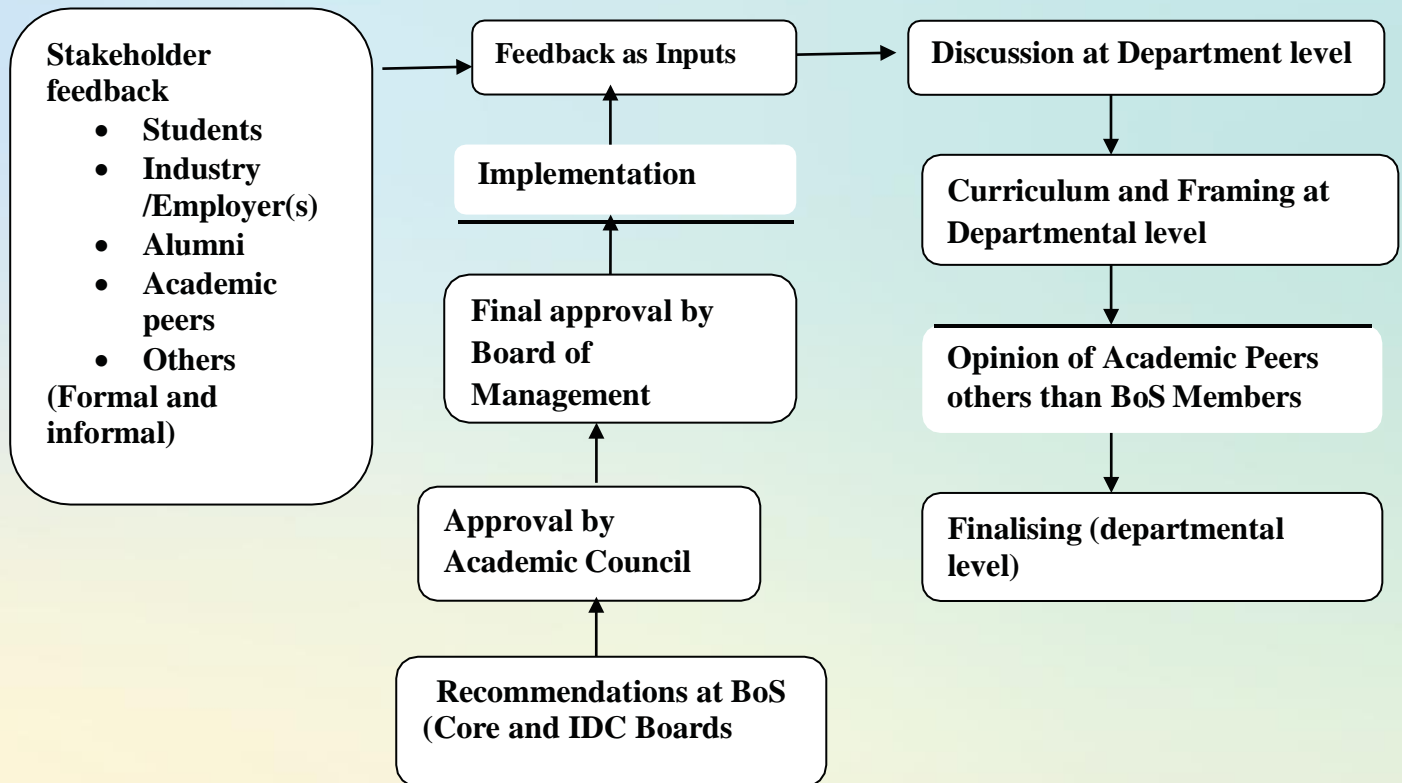 Stakeholder
feedback
• Students
• Industry
/Employer(s)
• Alumni
• Academic
peers
• Others
(Formal and
informal)
Feedback as Inputs
Implementation
Final approval by
Board of
Management
Approval by
Academic Council
Recommendations at BoS
(Core and IDC Boards
Discussion at Department level
Curriculum and Framing at
Departmental level
Opinion of Academic Peers
others than BoS Members
Finalising (departmental
level)